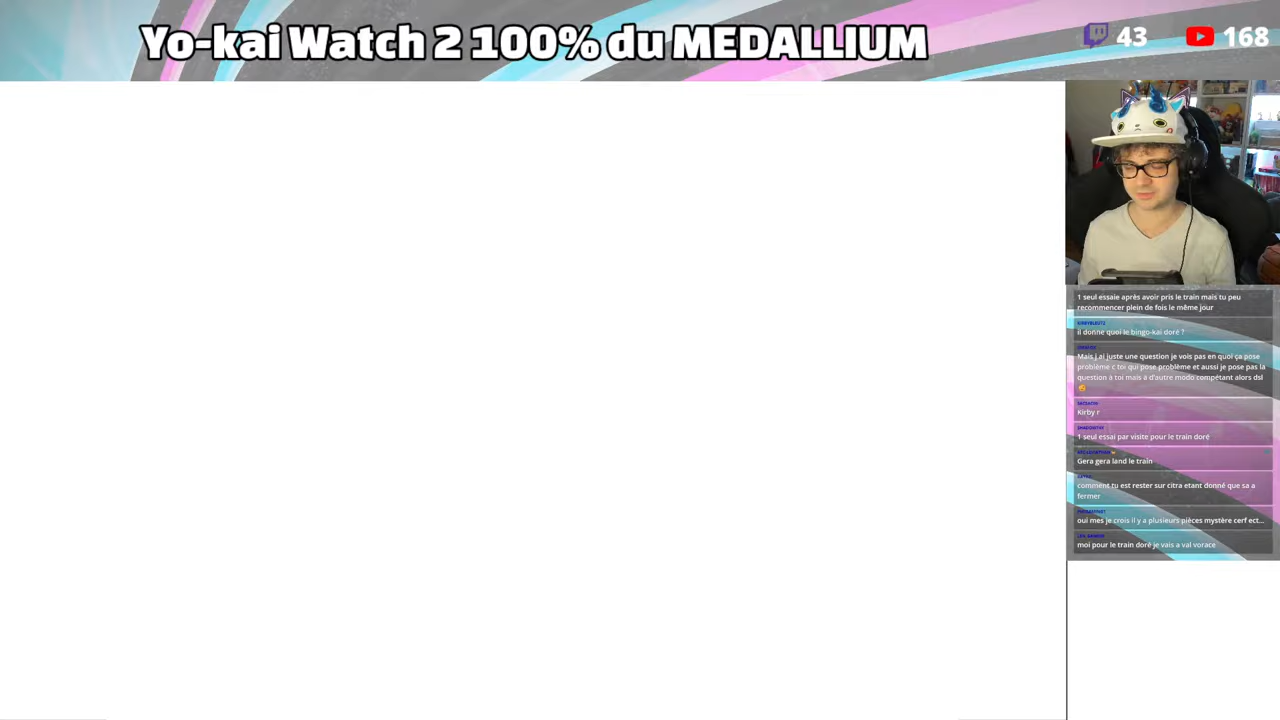 Yo-kai Watch 2 100% du MEDALLIUM
43
168
1 seul essaie après avoir pris le train mais tu peu
recommencer plein de fois le même jour
il donne quoi le bingo-kai doré ?
Mais j ai juste une question je vois pas en quoi ça pose
problème c toi qui pose problème et aussi je pose pas la
question à toi mais a d'autre modo compétant alors dsl
Kirby r
1 seul essai par visite pour le train doré
Gera gera land le train
comment tu est rester sur citra etant donné que sa a
fermer
oui mes je crois il y a plusieurs pièces mystère cerf ect...
moi pour le train doré je vais a val vorace